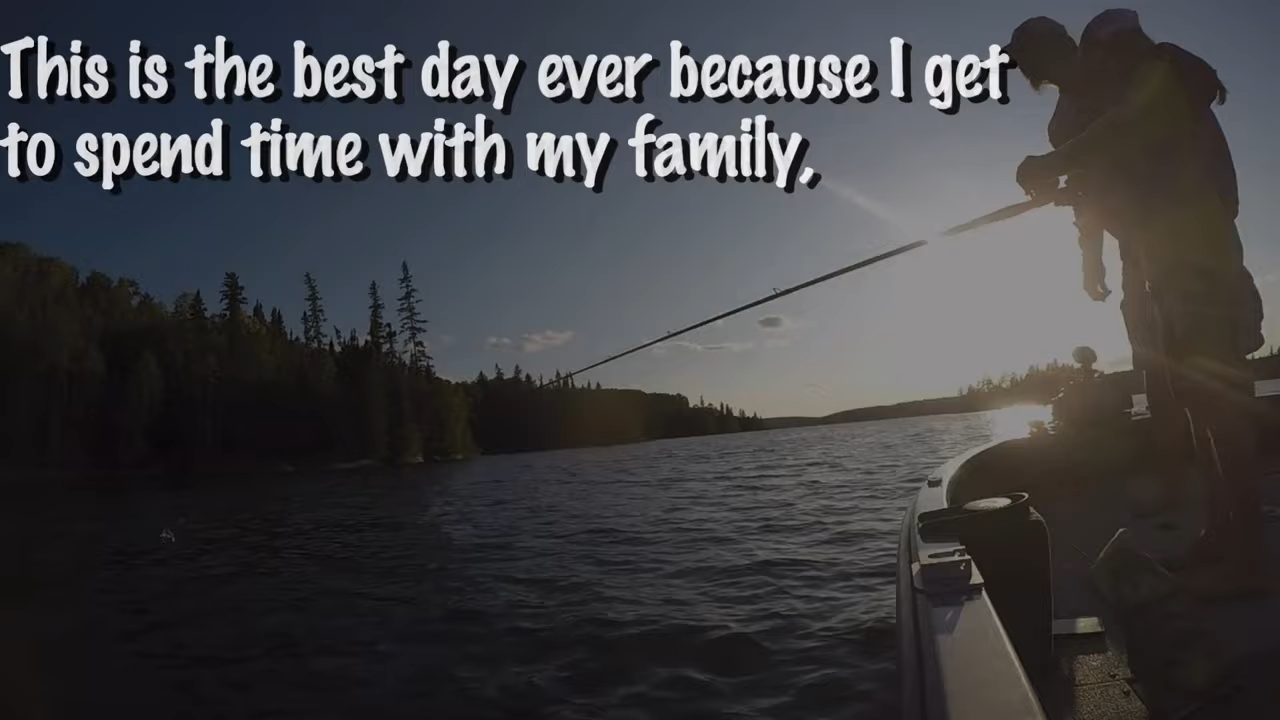 This is the best day ever because I get
to spend time with my family,